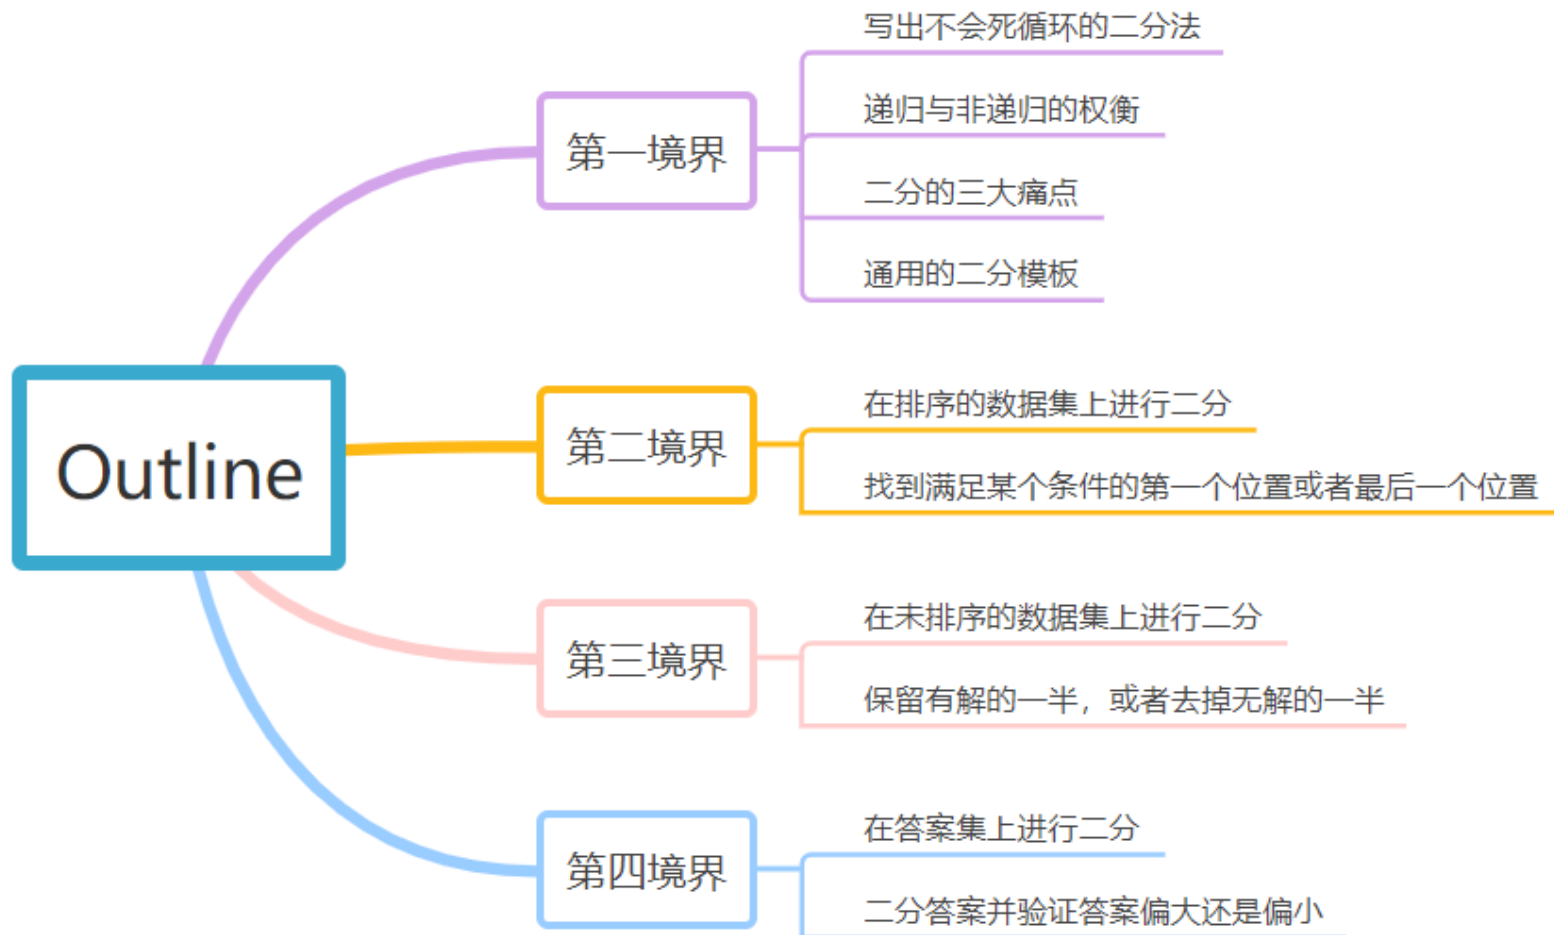 Outline
第一境界
写出不会死循环的二分法
递归与非递归的权衡
二分的三大痛点
通用的二分模板
第二境界
在排序的数据集上进行二分
找到满足某个条件的第一个位置或者最后一个位置
第三境界
在未排序的数据集上进行二分
保留有解的一半，或者去掉无解的一半
第四境界
在答案集上进行二分
二分答案并验证答案偏大还是偏小